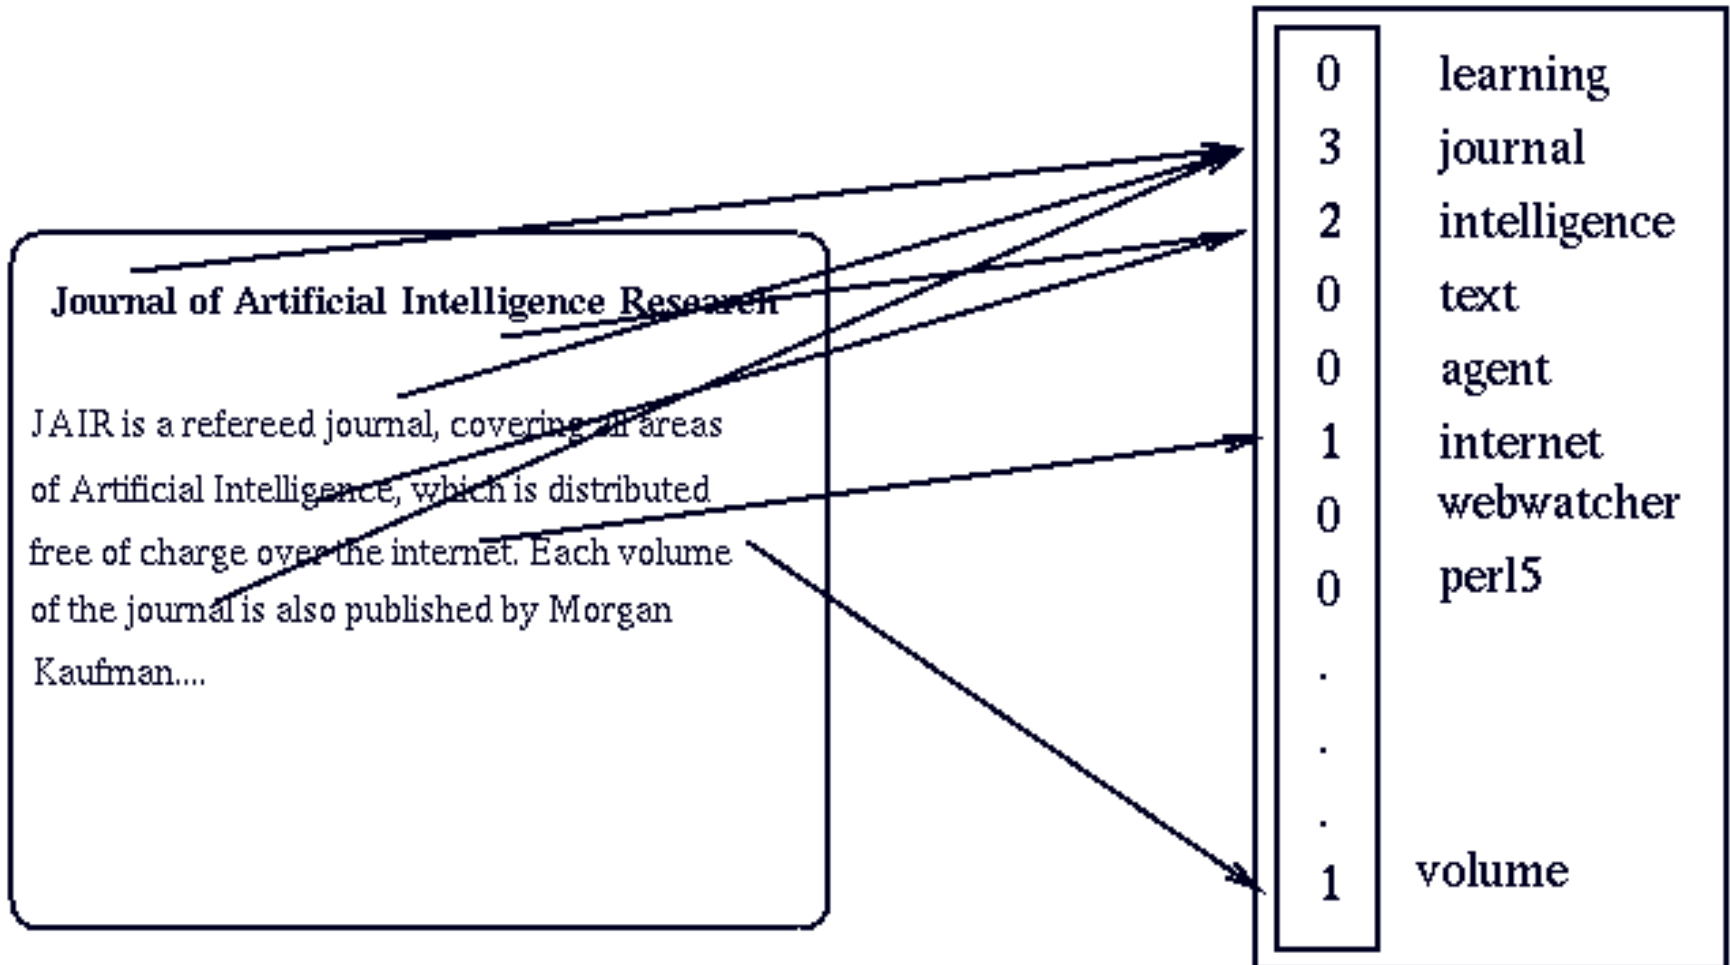 Journal of Artificial Intelligence Research
JAIR is a refereed journal, covering all areas
of Artificial Intelligence, which is distributed
free of charge over the internet. Each volume
of the journal is also published by Morgan
Kaufman....
0 learning
3 journal
2 intelligence
0 text
0 agent
1 internet
0 webwatcher
0 perl5
.
.
.
1 volume